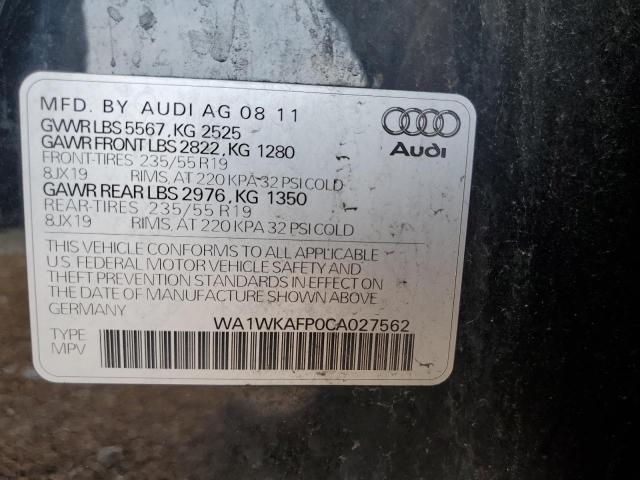 MFD. BY AUDI AG 08 11
GVWR LBS 5567, KG 2525
GAWR FRONT LBS 2822, KG 1280
FRONT-TIRES 235/55 R19
8JX19 RIMS, AT 220 KPA 32 PSI COLD
GAWR REAR LBS 2976, KG 1350
REAR-TIRES 235/55 R19
8JX19 RIMS, AT 220 KPA 32 PSI COLD
Audi
THIS VEHICLE CONFORMS TO ALL APPLICABLE
U.S. FEDERAL MOTOR VEHICLE SAFETY AND
THEFT PREVENTION STANDARDS IN EFFECT ON
THE DATE OF MANUFACTURE SHOWN ABOVE
GERMANY
WA1WKAFP0CA027562
TYPE
MPV